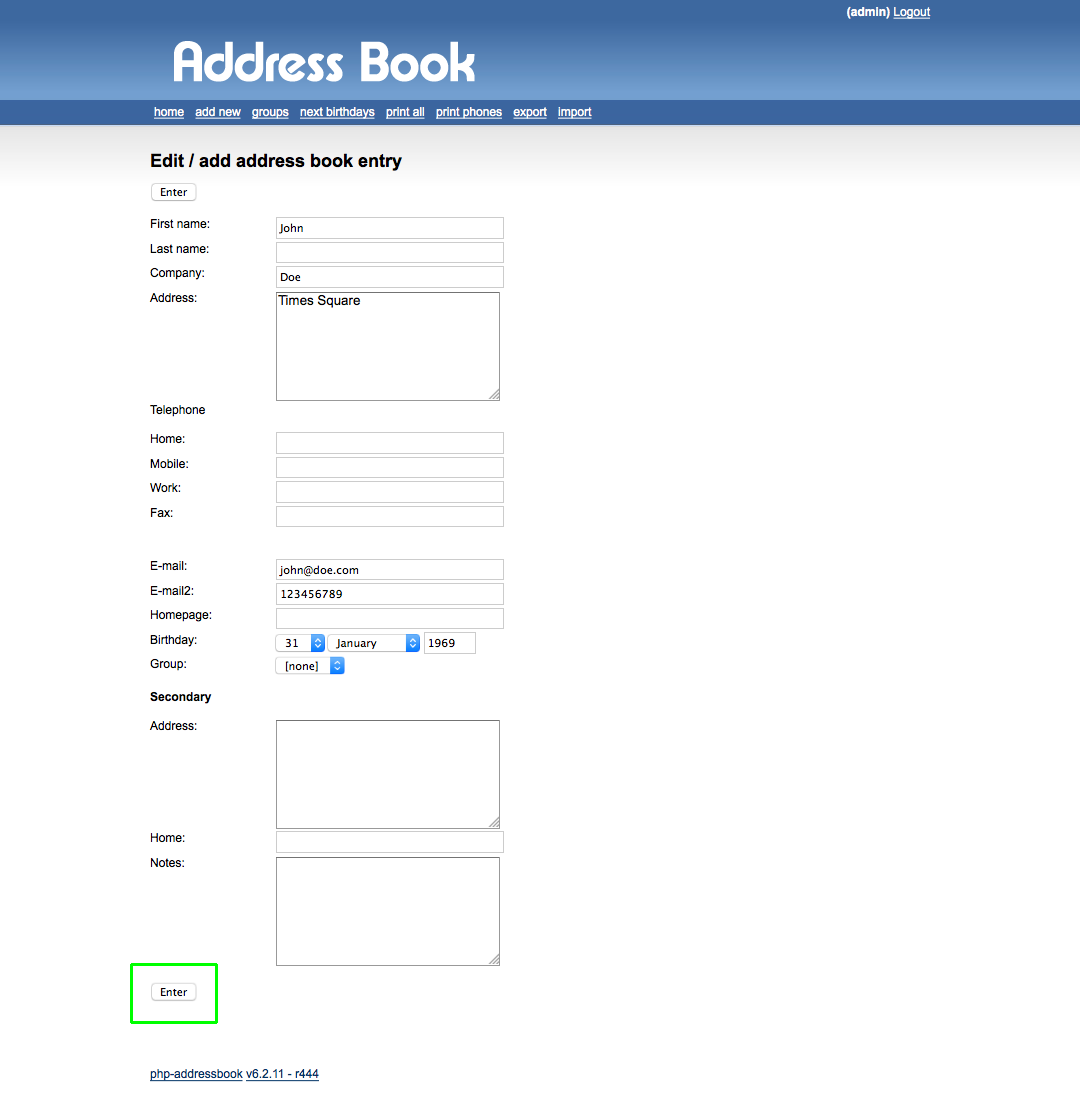 (admin) Logout
Address Book
home add new groups next birthdays print all print phones export import
Edit / add address book entry
Enter
First name: John
Last name:
Company: Doe
Address: Times Square
Telephone
Home:
Mobile:
Work:
Fax:
E-mail: john@doe.com
E-mail2: 123456789
Homepage:
Birthday: 31 January 1969
Group: [none]
Secondary
Address:
Home:
Notes:
Enter
php-addressbook v6.2.11 - r444